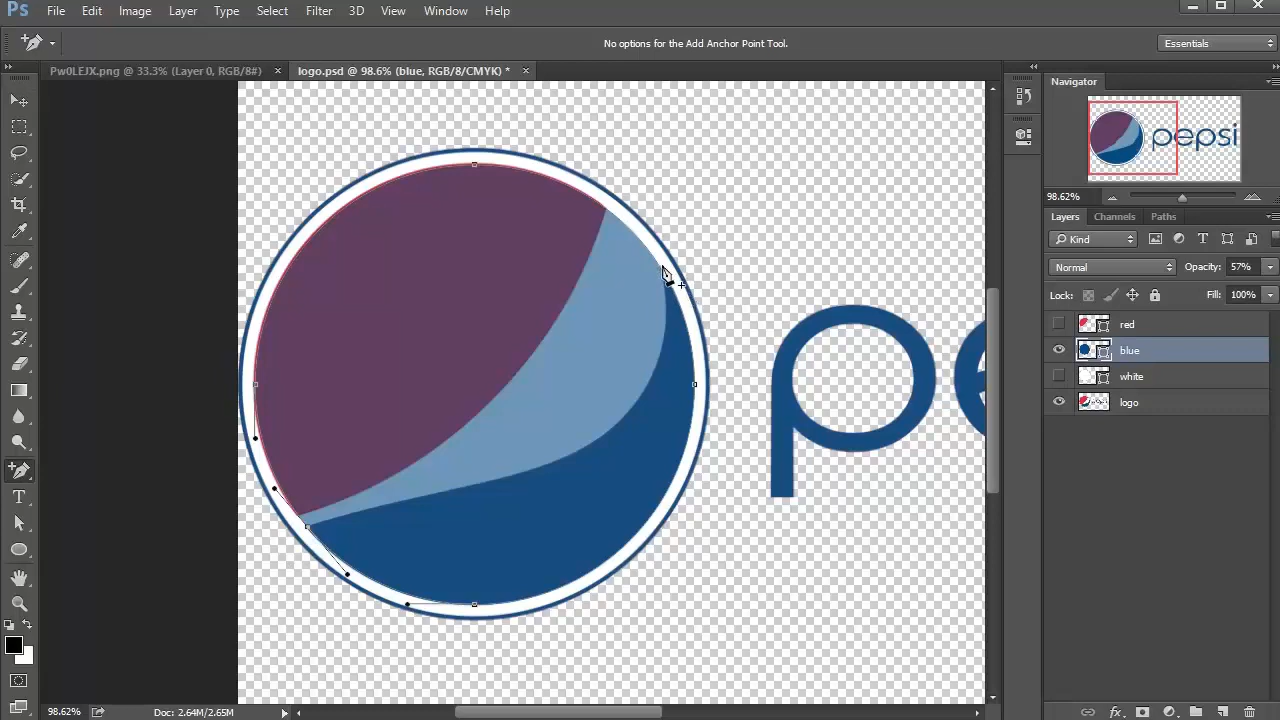 Ps File Edit Image Layer Type Select Filter 3D View Window Help
No options for the Add Anchor Point Tool.
Essentials
Pw0LEJX.png @ 33.3% (Layer 0, RGB/8#) × logo.psd @ 98.6% (blue, RGB/8/CMYK) * ×
Navigator
pepsi
98.62%
Layers Channels Paths
Kind
Normal Opacity: 57%
Lock: Fill: 100%
red
blue
white
logo
pe
98.62% Doc: 2.64M/2.65M